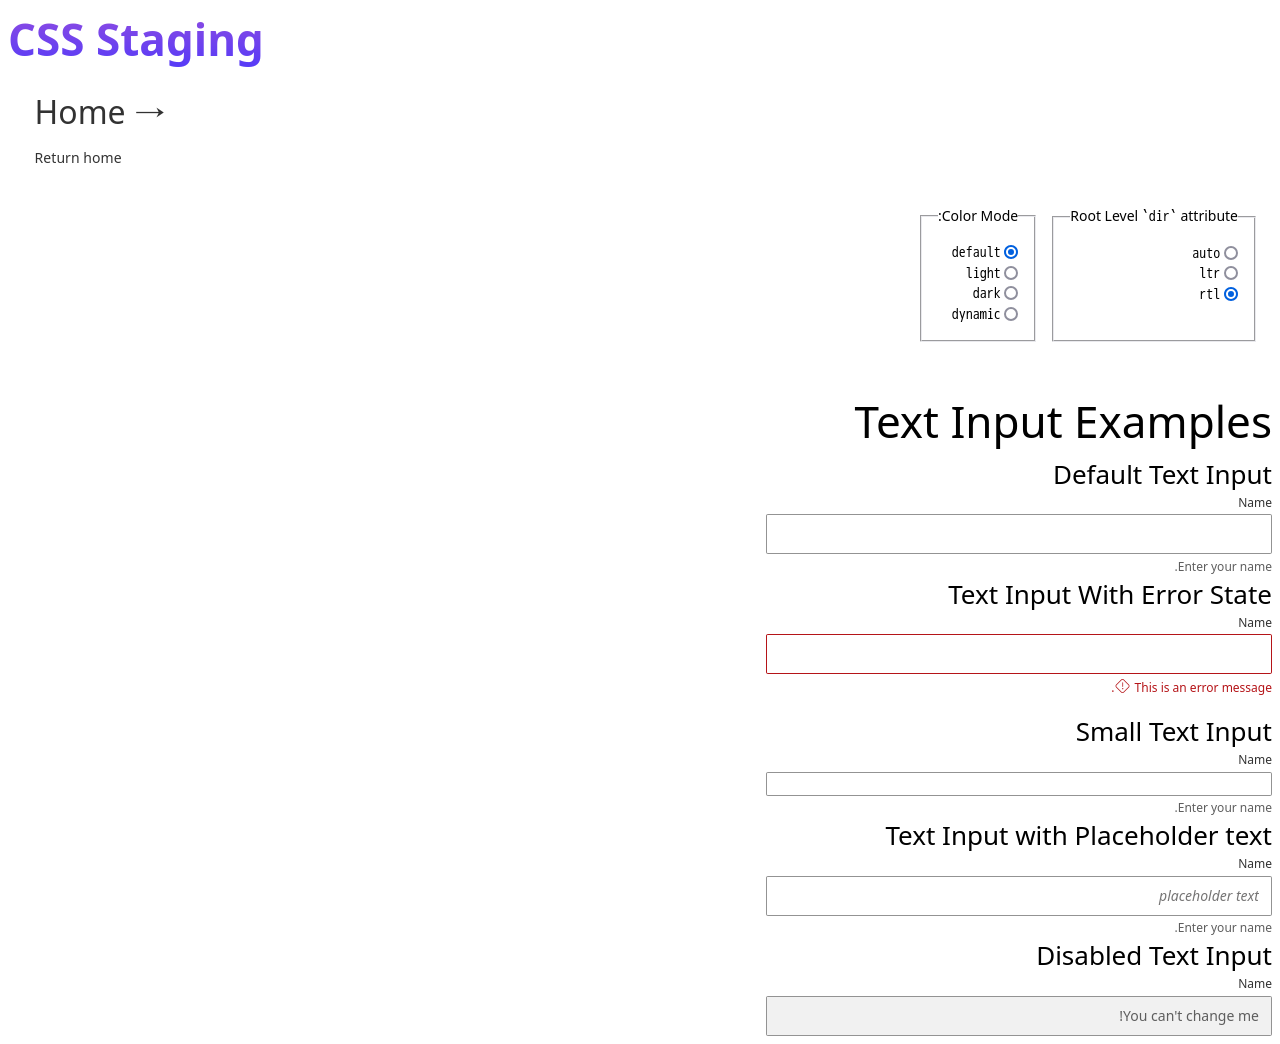 CSS Staging
Home →
Return home
Root Level `dir` attribute
auto
ltr
rtl
:Color Mode
default
light
dark
dynamic
Text Input Examples
Default Text Input
Name
.Enter your name
Text Input With Error State
Name
. This is an error message
Small Text Input
Name
.Enter your name
Text Input with Placeholder text
Name
placeholder text
.Enter your name
Disabled Text Input
Name
!You can't change me